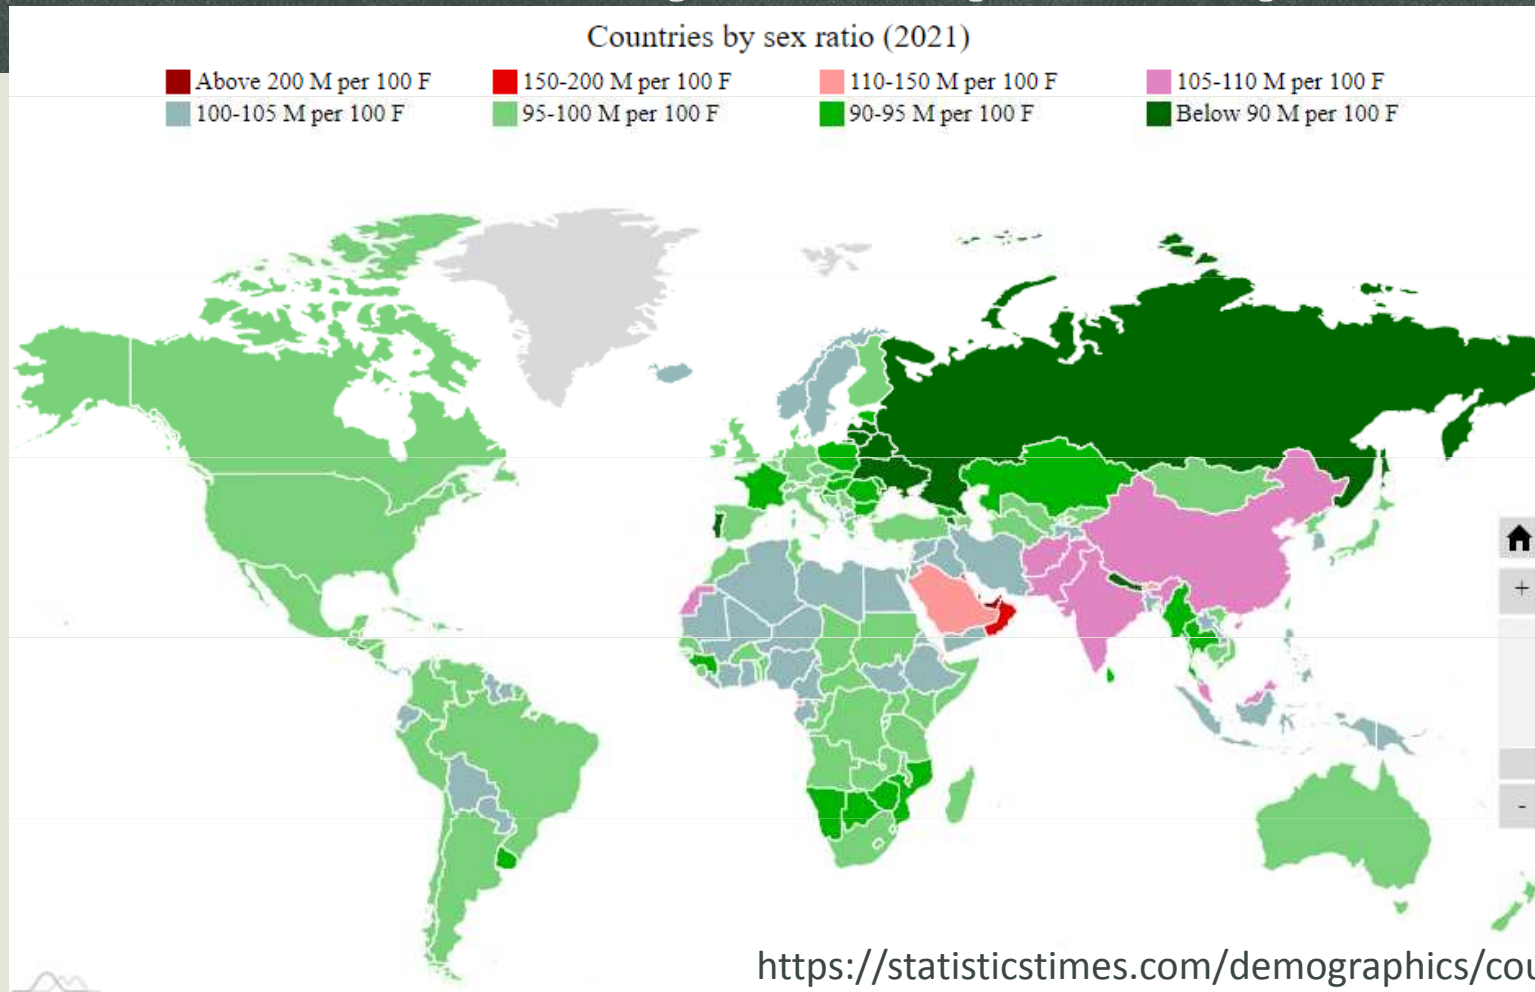 Countries by sex ratio (2021)
Above 200 M per 100 F 150-200 M per 100 F 110-150 M per 100 F 105-110 M per 100 F
100-105 M per 100 F 95-100 M per 100 F 90-95 M per 100 F Below 90 M per 100 F
+
-
https://statisticstimes.com/demographics/cou